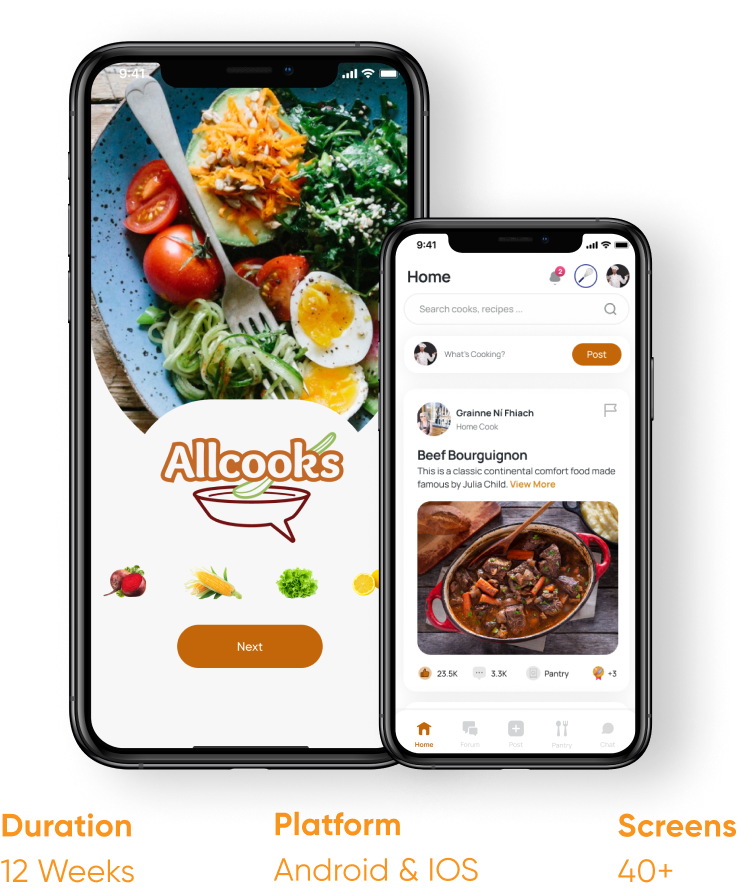 9:41
Allcooks
Next
9:41
Home
2
Search cooks, recipes ...
What's Cooking?
Post
Grainne Ní Fhiach
Home Cook
Beef Bourguignon
This is a classic continental comfort food made
famous by Julia Child. View More
23.5K
3.3K
Pantry
+3
Home
Forum
Post
Pantry
Chat
Duration
Platform
Screens
12 Weeks
Android & IOS
40+